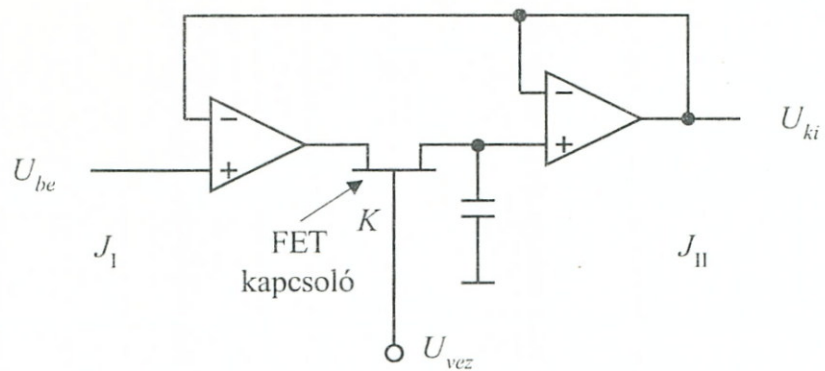 −
−
+
+
U_be
U_ki
J_I
FET
kapcsoló
K
J_II
U_vez